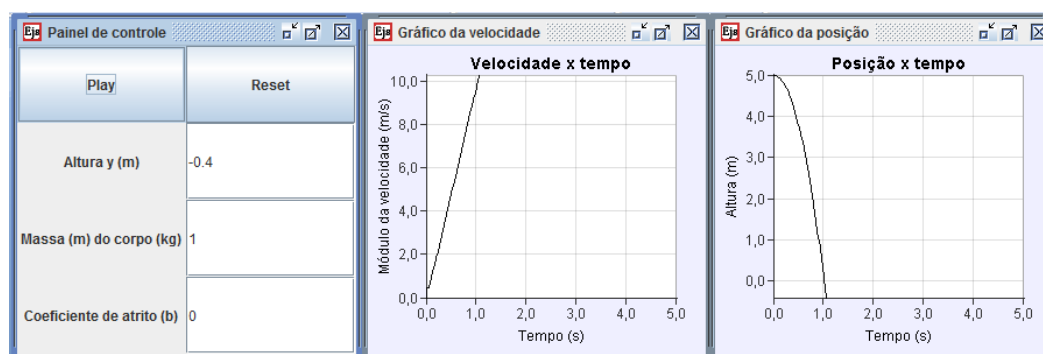 Ejs Painel de controle
Play
Reset
Altura y (m)
-0.4
Massa (m) do corpo (kg)
1
Coeficiente de atrito (b)
0
Ejs Gráfico da velocidade
Velocidade x tempo
Módulo da velocidade (m/s)
10,0
8,0
6,0
4,0
2,0
0,0
0,0 1,0 2,0 3,0 4,0 5,0
Tempo (s)
Ejs Gráfico da posição
Posição x tempo
Altura (m)
5,0
4,0
3,0
2,0
1,0
0,0
0,0 1,0 2,0 3,0 4,0 5,0
Tempo (s)